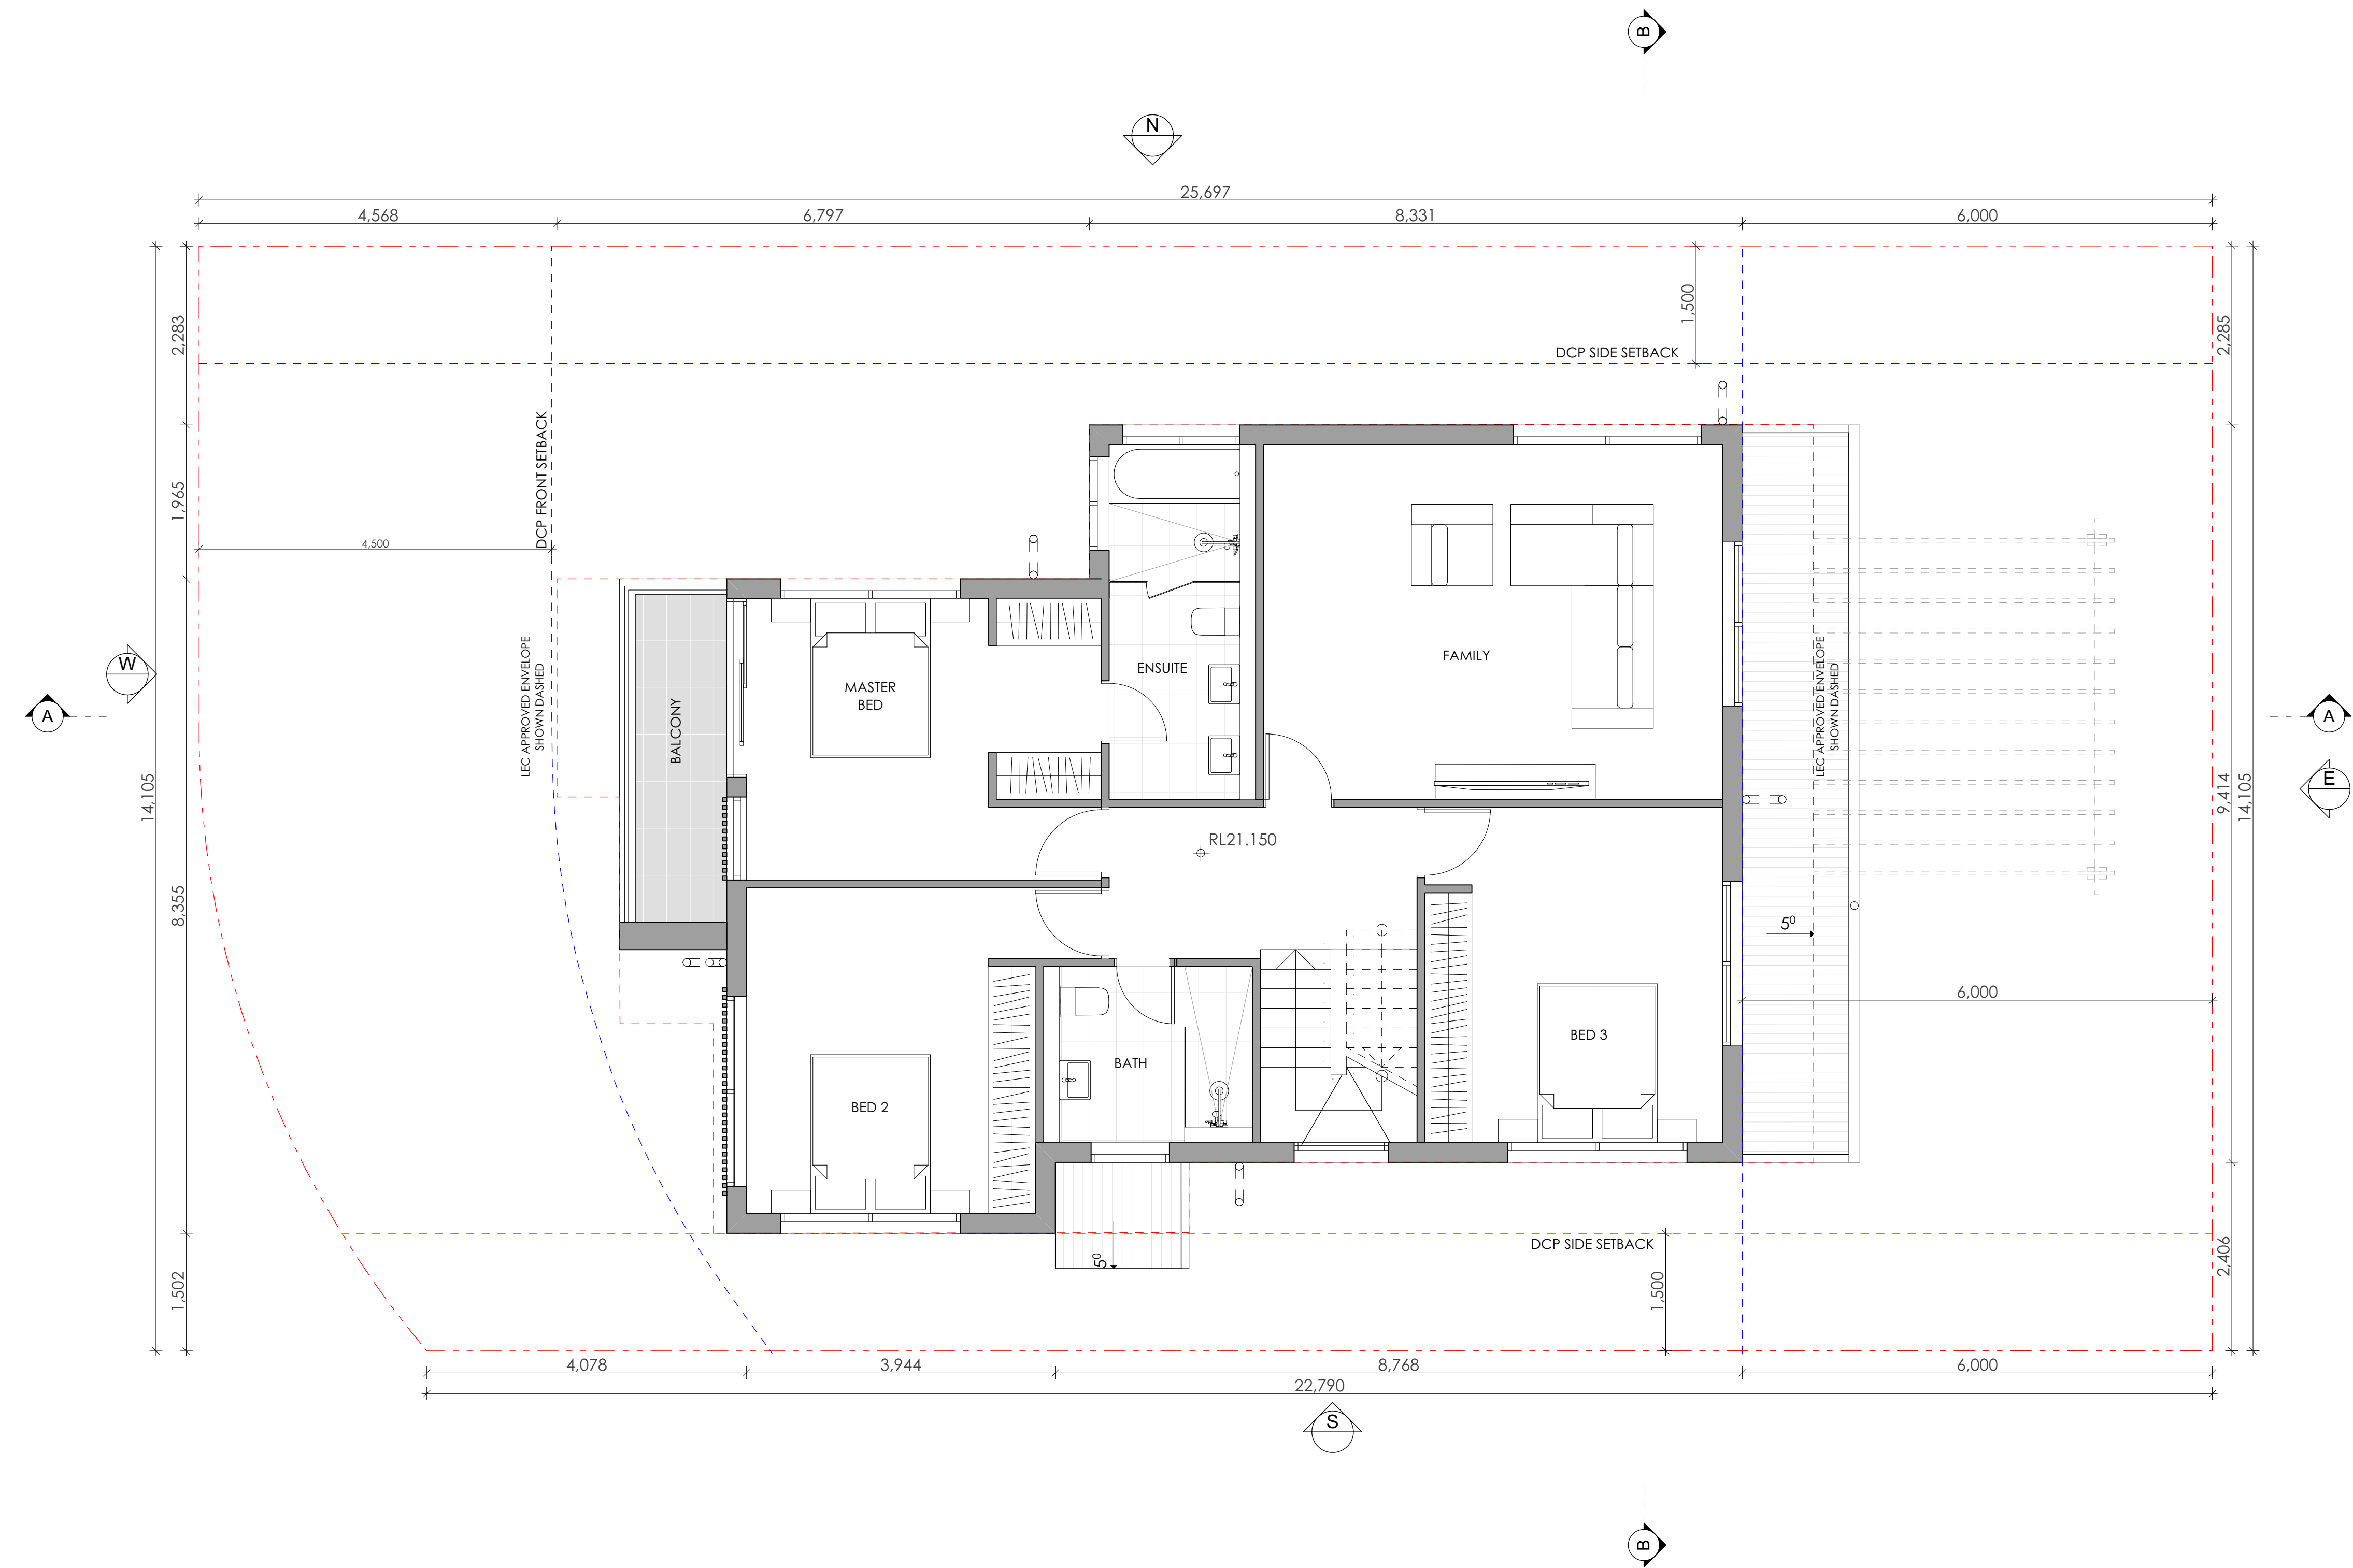 B
N
25,697
4,568
6,797
8,331
6,000
2,283
1,500
2,285
DCP SIDE SETBACK
DCP FRONT SETBACK
1,965
4,500
LEC APPROVED ENVELOPE
SHOWN DASHED
W
A
BALCONY
MASTER
BED
ENSUITE
FAMILY
LEC APPROVED ENVELOPE
SHOWN DASHED
A
E
14,105
9,414
14,105
RL21.150
8,355
5⁰
6,000
BED 3
BATH
BED 2
DCP SIDE SETBACK
5⁰
1,502
1,500
2,406
4,078
3,944
8,768
6,000
22,790
S
B